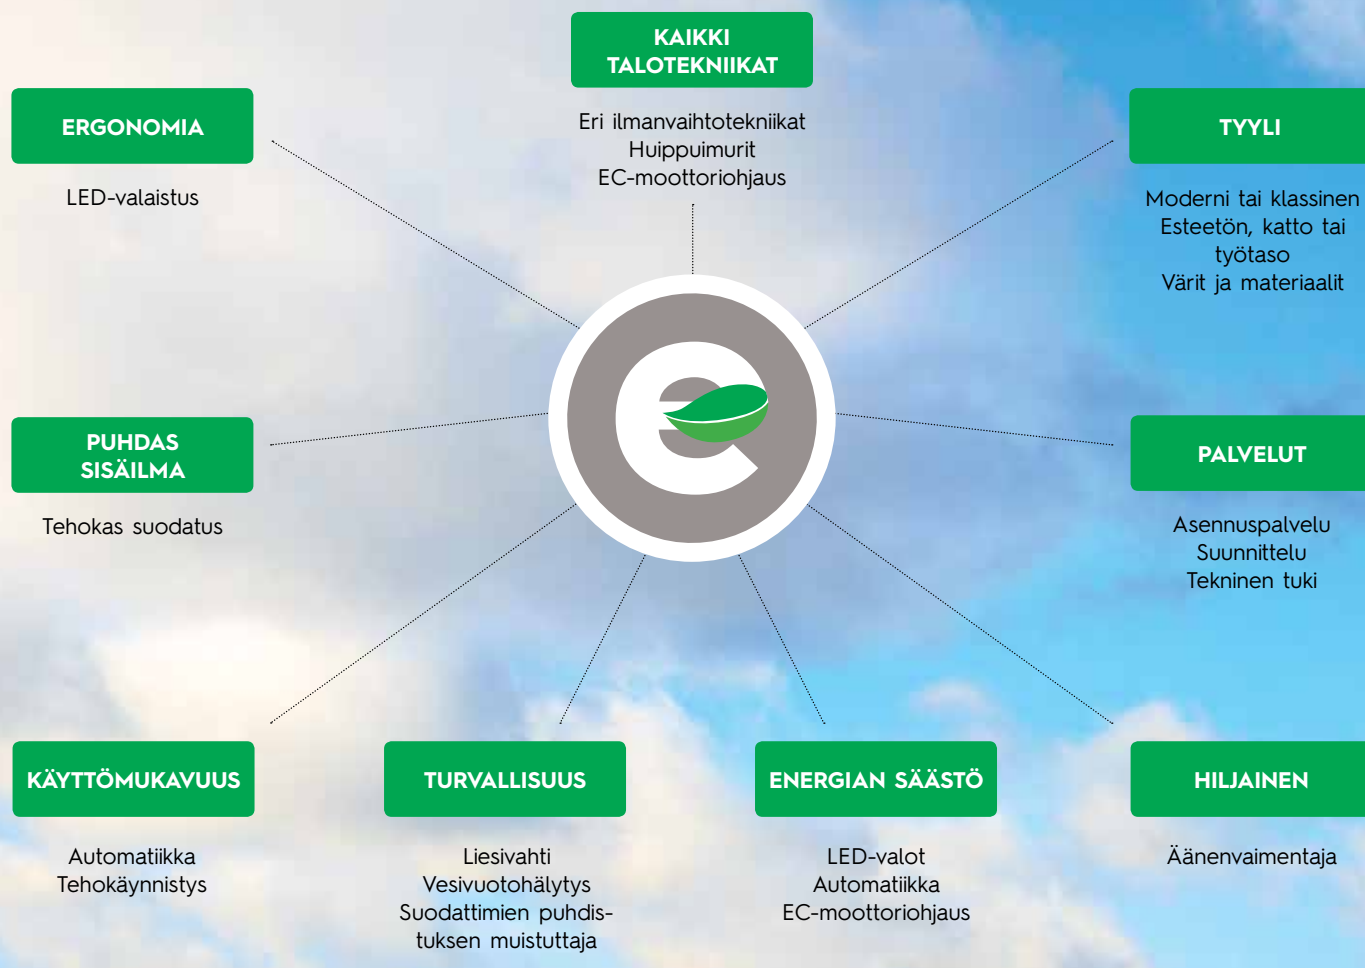 KAIKKI
TALOTEKNIIKAT
Eri ilmanvaihtotekniikat
Huippuimurit
EC-moottoriohjaus
ERGONOMIA
LED-valaistus
TYYLI
Moderni tai klassinen
Esteetön, katto tai
työtaso
Värit ja materiaalit
e
PUHDAS
SISÄILMA
Tehokas suodatus
PALVELUT
Asennuspalvelu
Suunnittelu
Tekninen tuki
KÄYTTÖMUKAVUUS
Automatiikka
Tehokäynnistys
TURVALLISUUS
Liesivahti
Vesivuotohälytys
Suodattimien puhdis-
tuksen muistuttaja
ENERGIAN SÄÄSTÖ
LED-valot
Automatiikka
EC-moottoriohjaus
HILJAINEN
Äänenvaimentaja